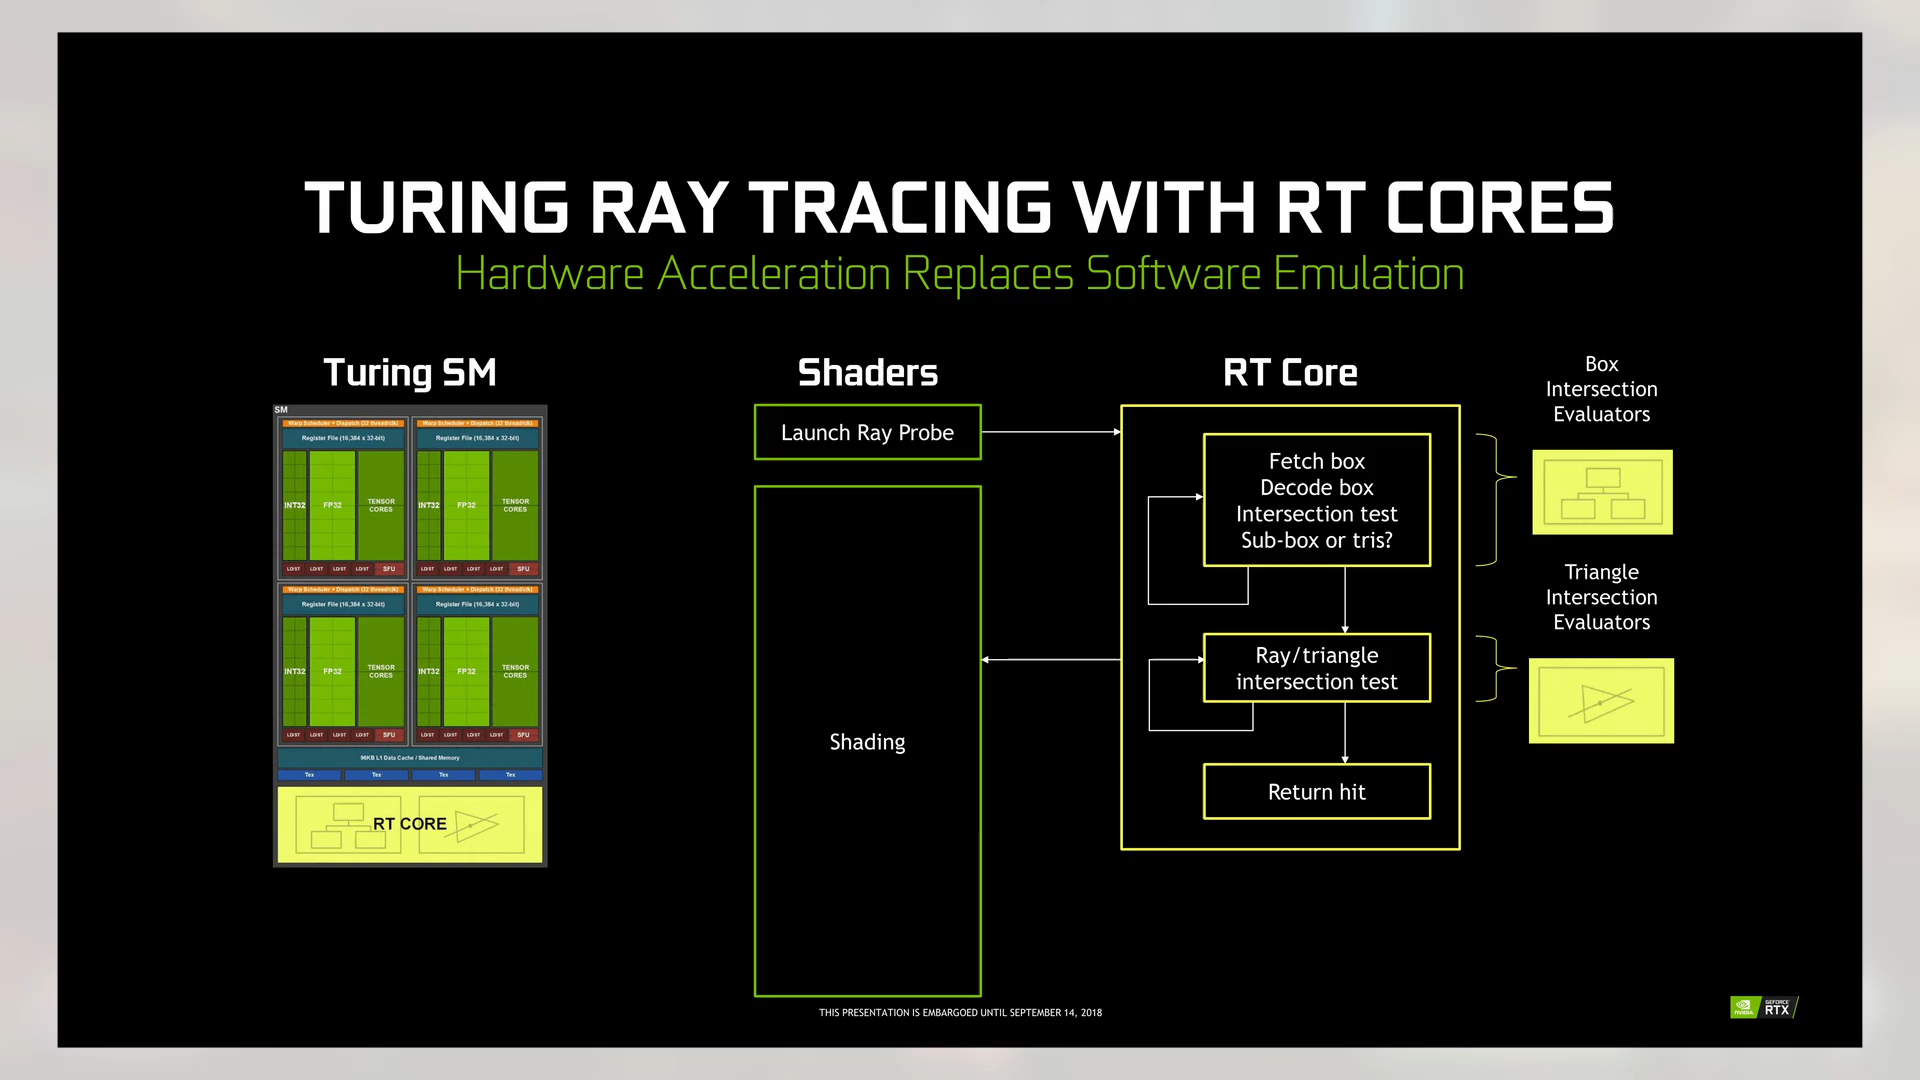 TURING RAY TRACING WITH RT CORES
Hardware Acceleration Replaces Software Emulation
Turing SM
SM
Warp Scheduler + Dispatch (32 thread/clk)
Warp Scheduler + Dispatch (32 thread/clk)
Register File (16,384 x 32-bit)
Register File (16,384 x 32-bit)
INT32
FP32
TENSOR
CORES
INT32
FP32
TENSOR
CORES
LD/ST LD/ST LD/ST LD/ST SFU
LD/ST LD/ST LD/ST LD/ST SFU
Warp Scheduler + Dispatch (32 thread/clk)
Warp Scheduler + Dispatch (32 thread/clk)
Register File (16,384 x 32-bit)
Register File (16,384 x 32-bit)
INT32
FP32
TENSOR
CORES
INT32
FP32
TENSOR
CORES
LD/ST LD/ST LD/ST LD/ST SFU
LD/ST LD/ST LD/ST LD/ST SFU
96KB L1 Data Cache / Shared Memory
Tex Tex Tex Tex
RT CORE
Shaders
Launch Ray Probe
Shading
RT Core
Fetch box
Decode box
Intersection test
Sub-box or tris?
Ray/triangle
intersection test
Return hit
Box
Intersection
Evaluators
Triangle
Intersection
Evaluators
THIS PRESENTATION IS EMBARGOED UNTIL SEPTEMBER 14, 2018
NVIDIA
GEFORCE
RTX